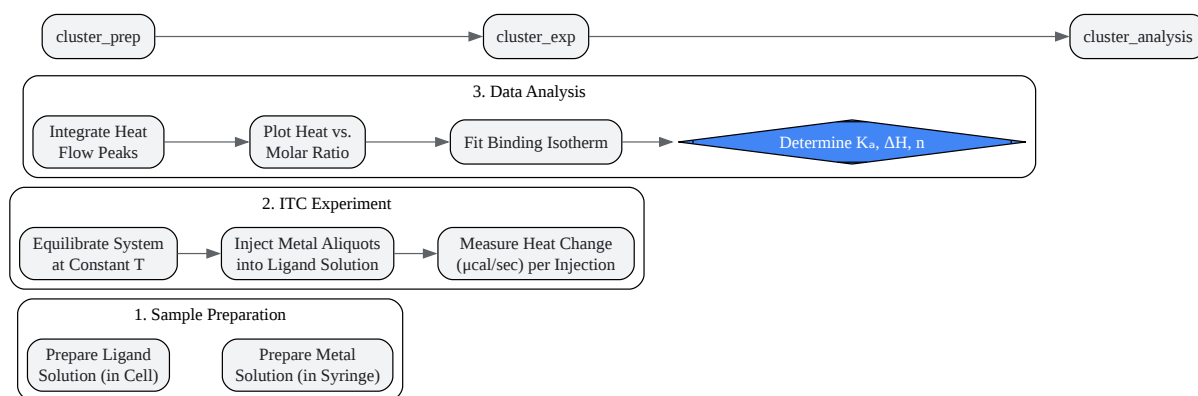 cluster_prep
cluster_exp
cluster_analysis
3. Data Analysis
Integrate Heat
Flow Peaks
Plot Heat vs.
Molar Ratio
Fit Binding Isotherm
Determine Kₐ, ΔH, n
2. ITC Experiment
Equilibrate System
at Constant T
Inject Metal Aliquots
into Ligand Solution
Measure Heat Change
(μcal/sec) per Injection
1. Sample Preparation
Prepare Ligand
Solution (in Cell)
Prepare Metal
Solution (in Syringe)